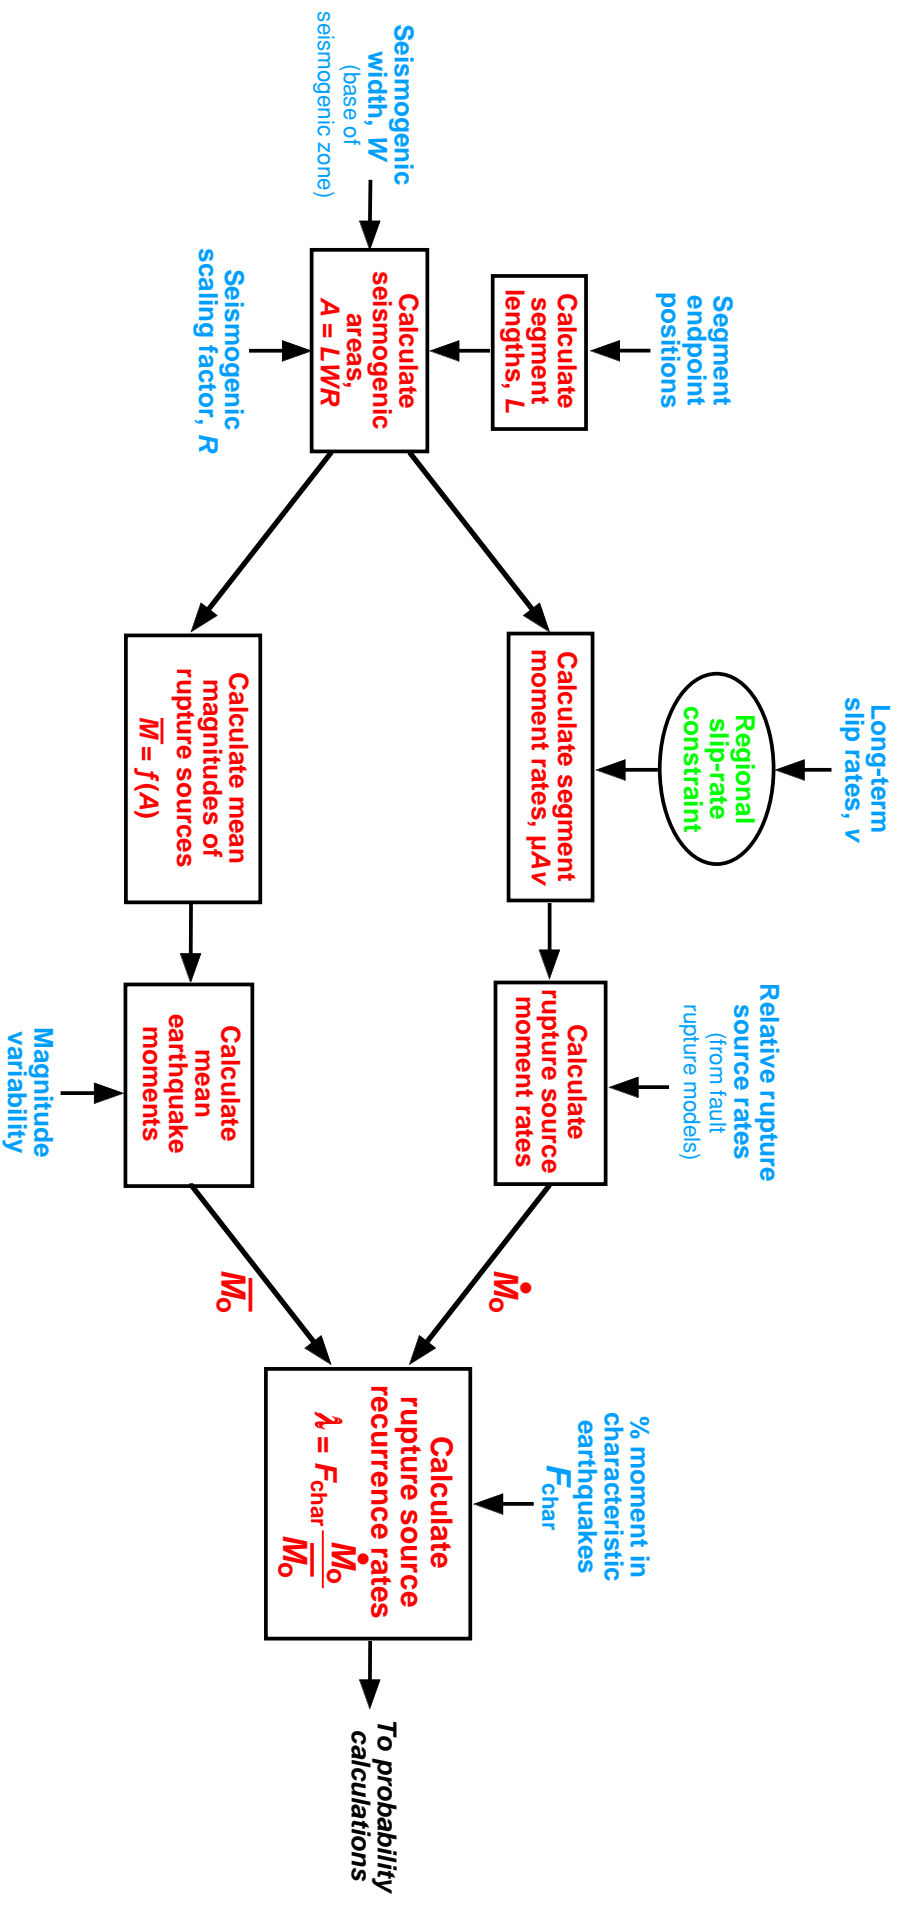 Segment
endpoint
positions
Calculate
segment
lengths, L
Seismogenic
width, W
(base of
seismogenic zone)
Calculate
seismogenic
areas,
A = LWR
Seismogenic
scaling factor, R
Long-term
slip rates, v
Regional
slip-rate
constraint
Calculate segment
moment rates, μAv
Calculate mean
magnitudes of
rupture sources
M̅ = f(A)
Relative rupture
source rates
(from fault
rupture models)
Calculate
rupture source
moment rates
Calculate
mean
earthquake
moments
Magnitude
variability
Ṁo
M̅o
% moment in
characteristic
earthquakes
Fchar
Calculate
rupture source
recurrence rates
λ = Fchar Ṁo / M̅o
To probability
calculations